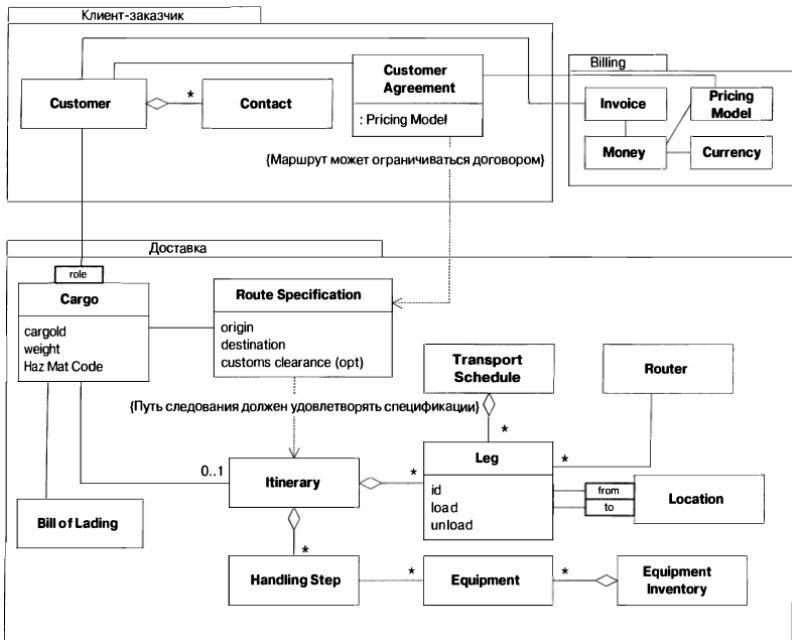 Клиент-заказчик
Customer
*
Contact
Customer
Agreement
: Pricing Model
Billing
Invoice
Pricing
Model
Money
Currency
{Маршрут может ограничиваться договором}
Доставка
role
Cargo
cargoId
weight
Haz Mat Code
Route Specification
origin
destination
customs clearance (opt)
Transport
Schedule
Router
{Путь следования должен удовлетворять спецификации}
*
0..1
Itinerary
*
Leg
id
load
unload
*
from
to
Location
Bill of Lading
*
Handling Step
*
Equipment
*
Equipment
Inventory